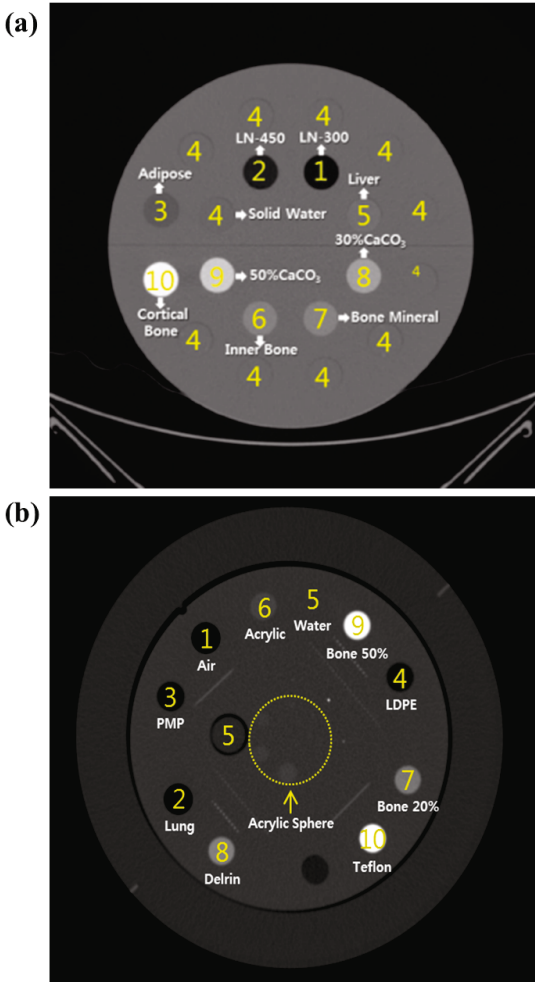 (a)
4 4
LN-450 LN-300
4 2 1 4
Adipose Liver
3 4 Solid Water 5 4
30%CaCO₃
10 9 50%CaCO₃ 8 4
Cortical
Bone
6 7 Bone Mineral
4 Inner Bone 4
4 4
(b)
6 5 9
Acrylic Water
1 Bone 50%
Air
3 4
PMP LDPE
5
7
2 Bone 20%
Lung Acrylic Sphere
8 10
Delrin Teflon